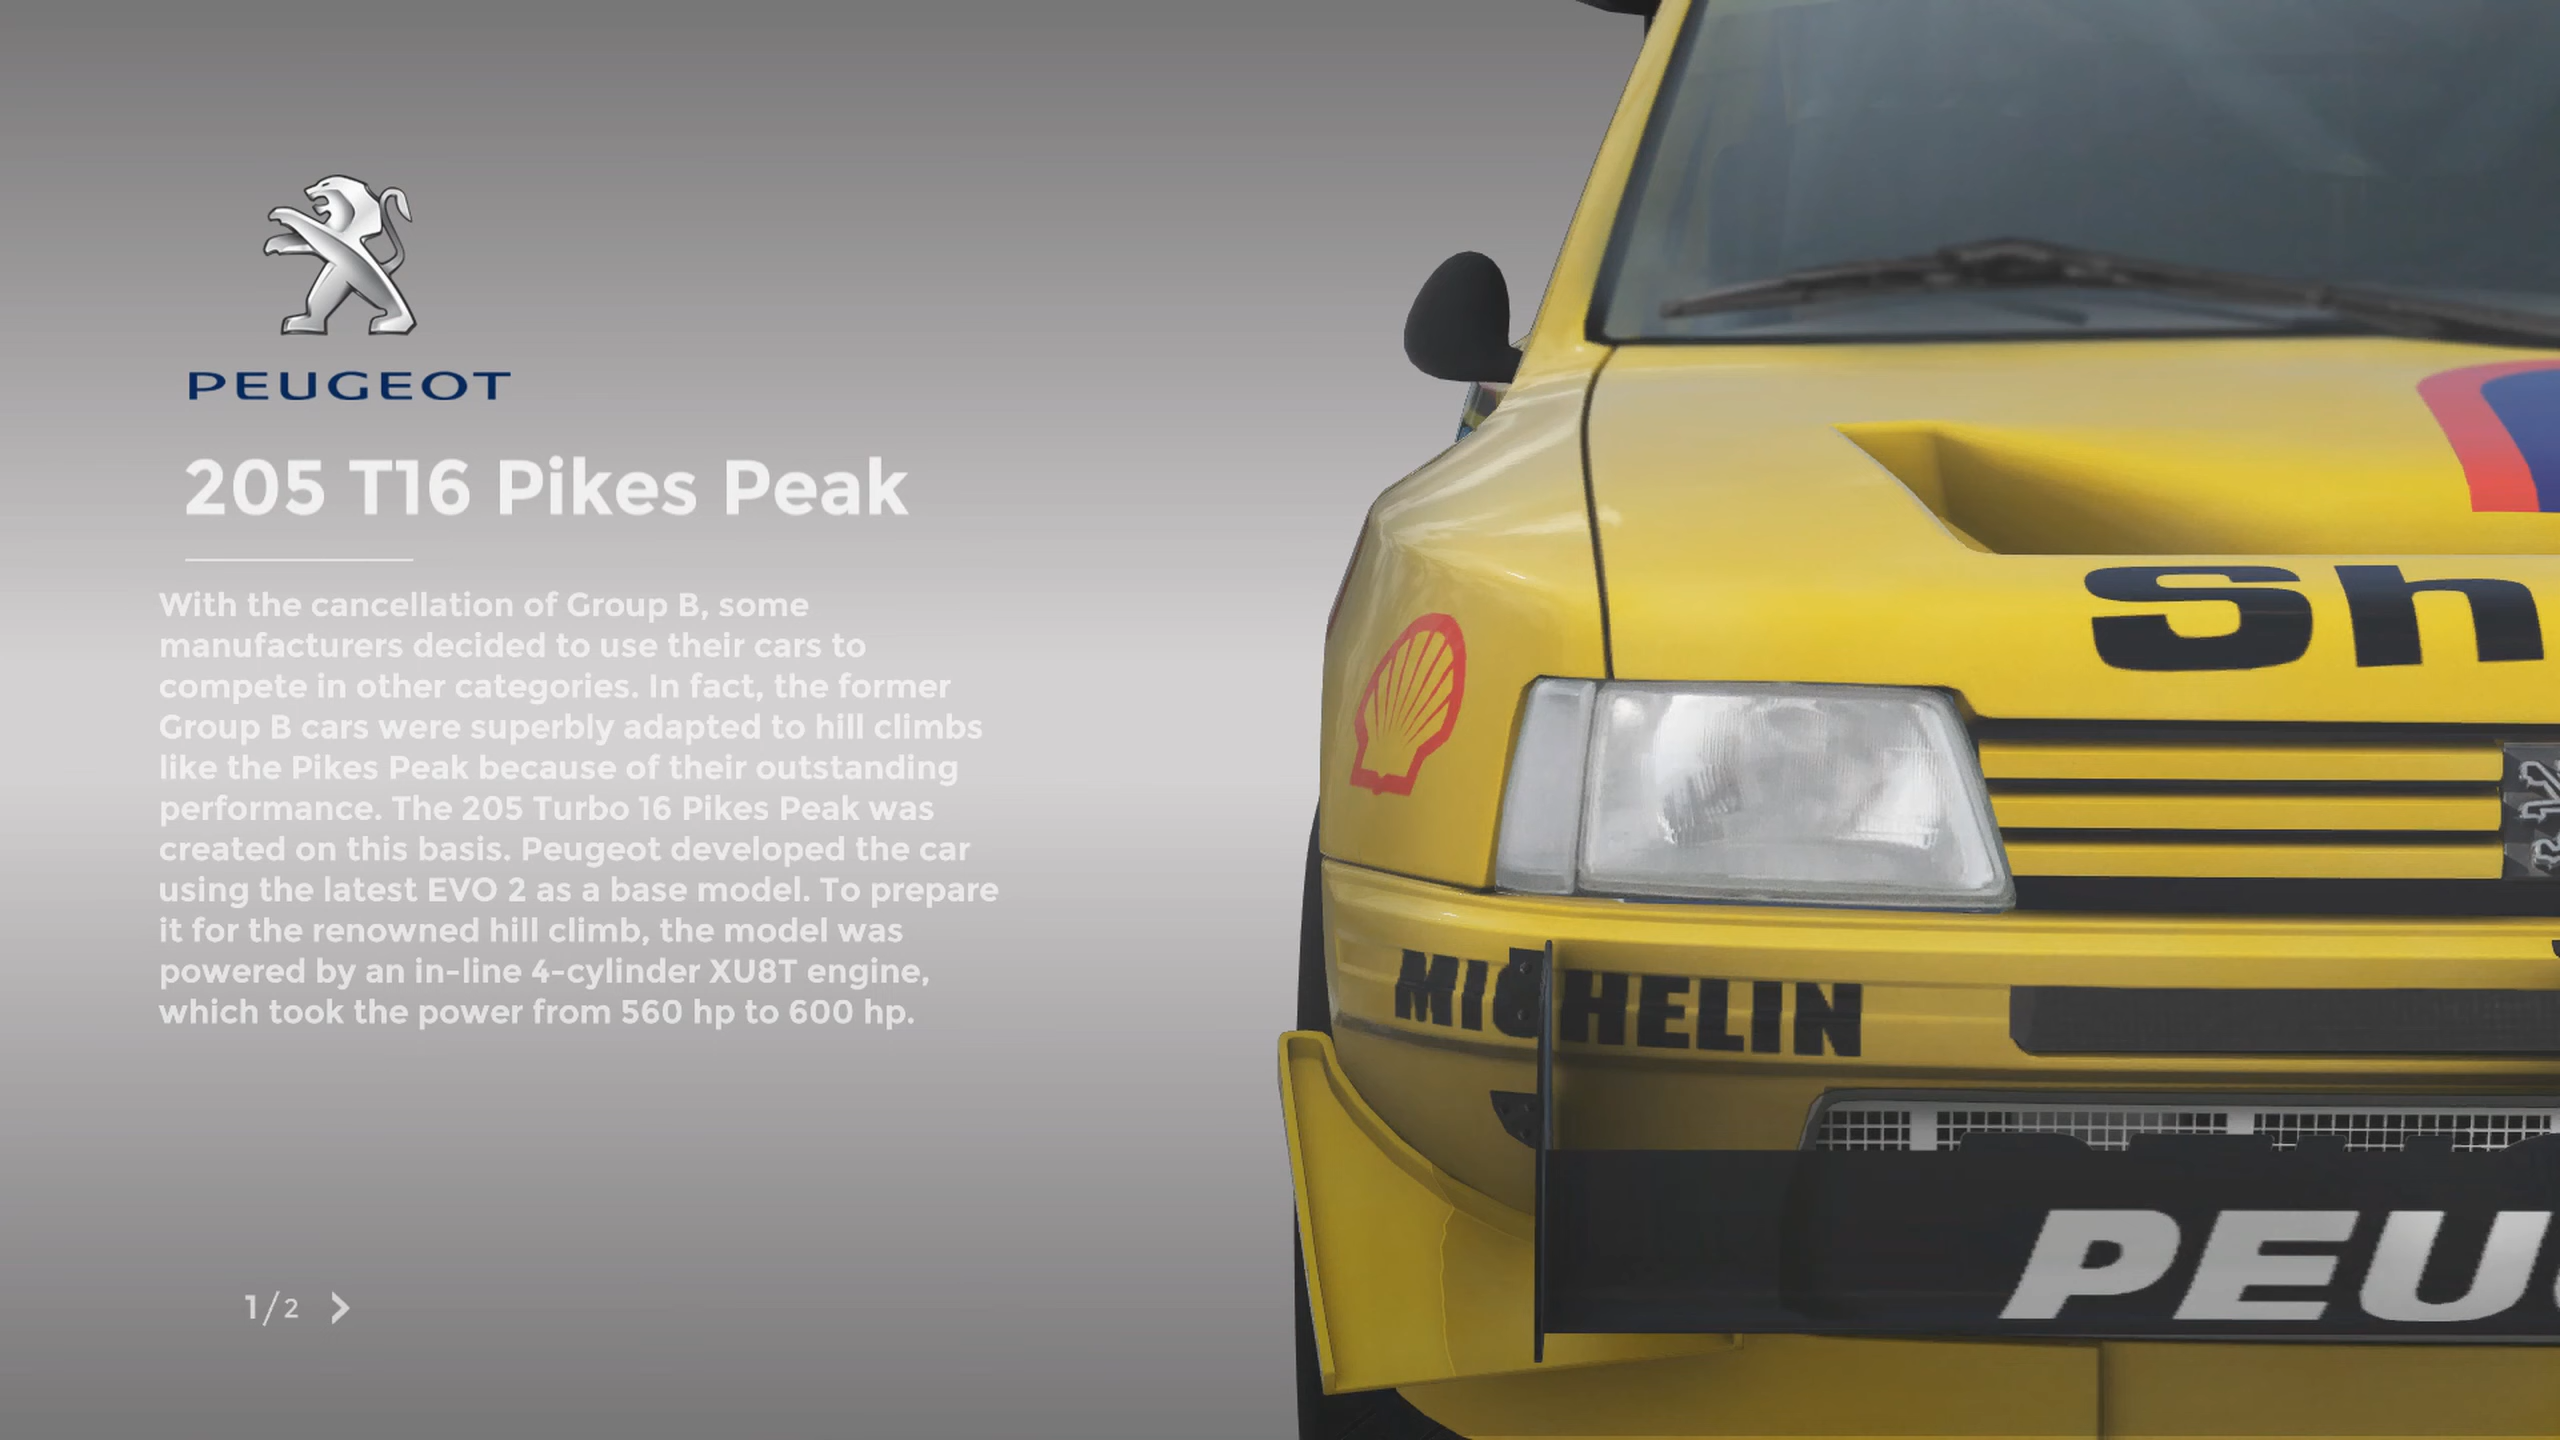 PEUGEOT
205 T16 Pikes Peak
With the cancellation of Group B, some
manufacturers decided to use their cars to
compete in other categories. In fact, the former
Group B cars were superbly adapted to hill climbs
like the Pikes Peak because of their outstanding
performance. The 205 Turbo 16 Pikes Peak was
created on this basis. Peugeot developed the car
using the latest EVO 2 as a base model. To prepare
it for the renowned hill climb, the model was
powered by an in-line 4-cylinder XU8T engine,
which took the power from 560 hp to 600 hp.
1/2
Sh
MICHELIN
PEU